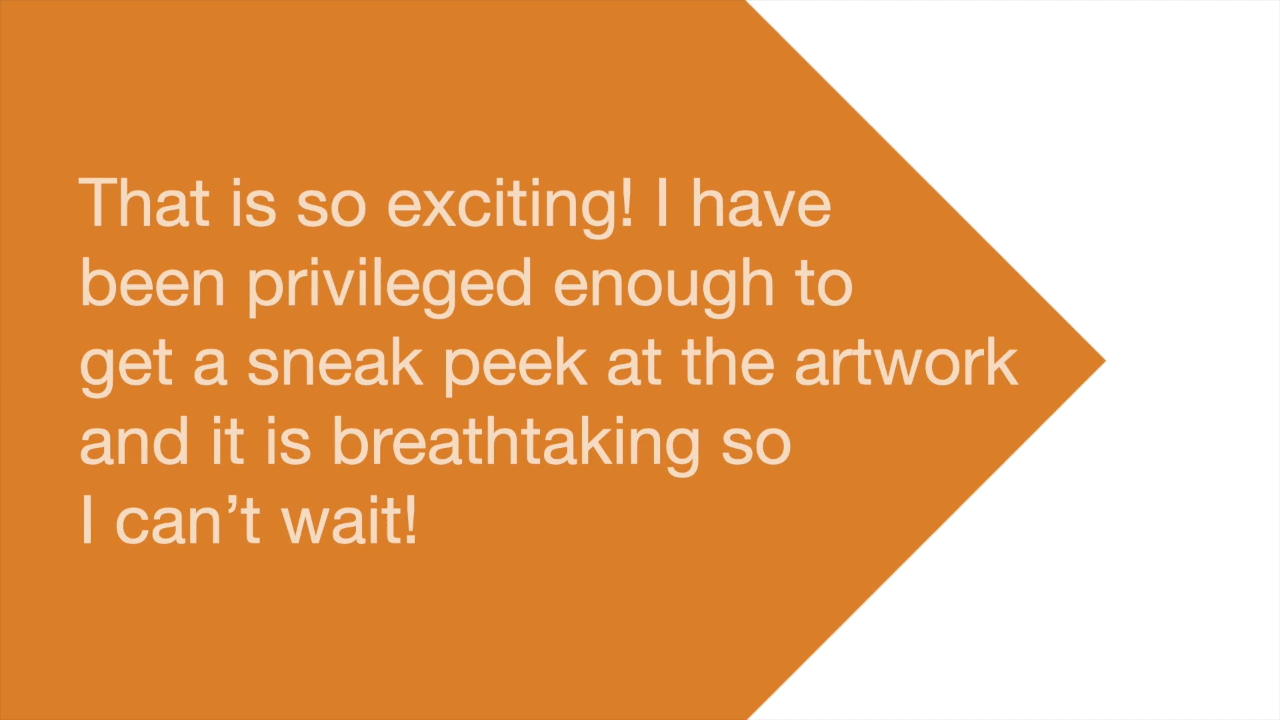 That is so exciting! I have
been privileged enough to
get a sneak peek at the artwork
and it is breathtaking so
I can’t wait!